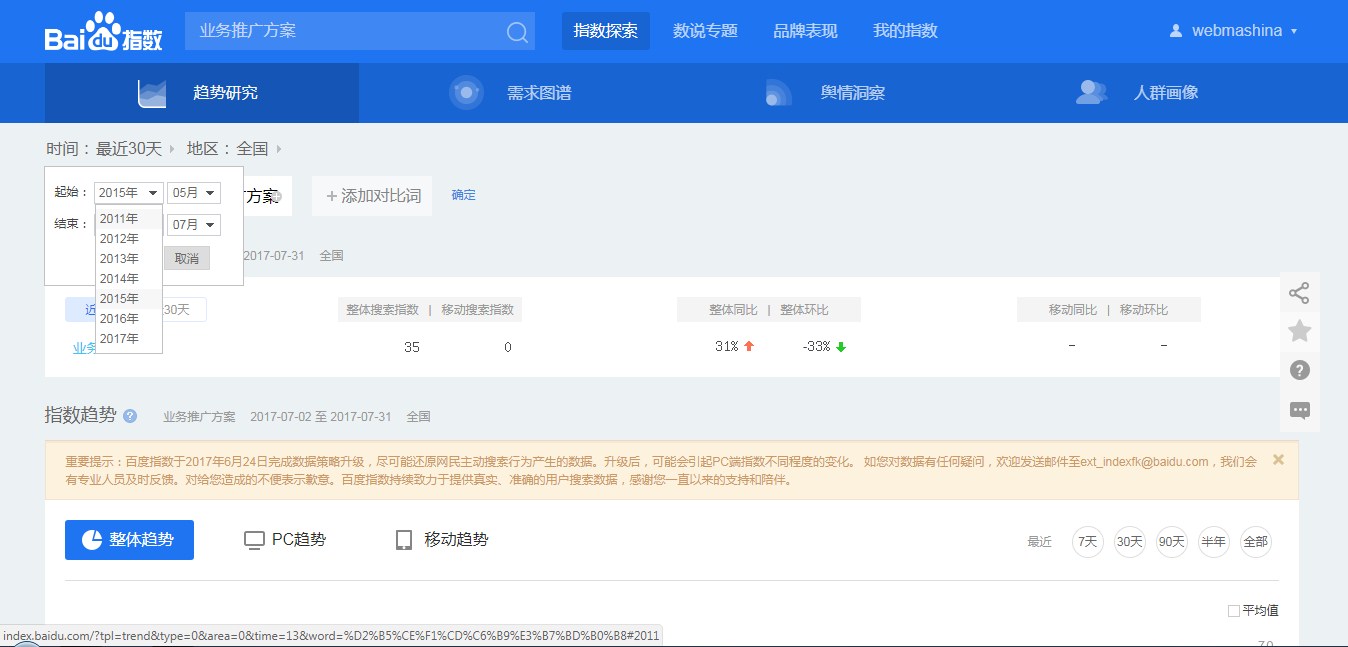 Baidu指数
业务推广方案
指数探索 数说专题 品牌表现 我的指数 webmashina
趋势研究 需求图谱 舆情洞察 人群画像
时间：最近30天 地区：全国
起始： 2015年 05月
方案
+添加对比词 确定
2011年
结束： 07月
2012年
2013年 取消
2017-07-31 全国
2014年
2015年
近 30天 整体搜索指数 | 移动搜索指数 整体同比 | 整体环比 移动同比 | 移动环比
2016年
2017年
业务 35 0 31% -33% – –
指数趋势 ? 业务推广方案 2017-07-02 至 2017-07-31 全国
重要提示：百度指数于2017年6月24日完成数据策略升级，尽可能还原网民主动搜索行为产生的数据。升级后，可能会引起PC端指数不同程度的变化。 如您对数据有任何疑问，欢迎发送邮件至ext_indexfk@baidu.com，我们会
有专业人员及时反馈。对给您造成的不便表示歉意。百度指数持续致力于提供真实、准确的用户搜索数据，感谢您一直以来的支持和陪伴。
整体趋势 PC趋势 移动趋势 最近 7天 30天 90天 半年 全部
平均值
index.baidu.com/?tpl=trend&type=0&area=0&time=13&word=%D2%B5%CE%F1%CD%C6%B9%E3%B7%BD%B0%B8#2011